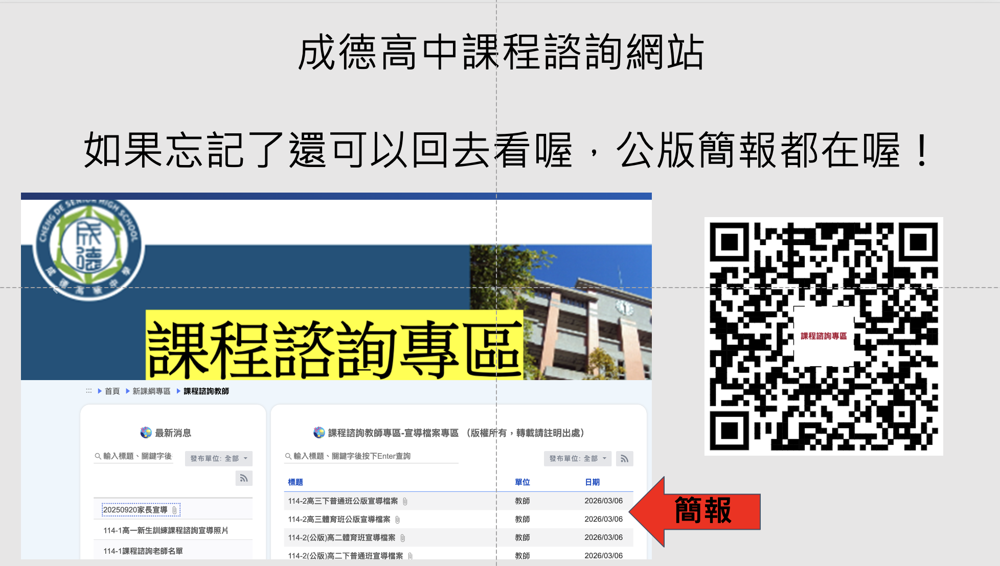 成德高中課程諮詢網站
如果忘記了還可以回去看喔，公版簡報都在喔！
CHENG DE SENIOR HIGH SCHOOL
成德
成德高級中學
課程諮詢專區
::: 首頁 新課綱專區 課程諮詢教師
最新消息
輸入標題、關鍵字後
發布單位: 全部
20250920家長宣導
114-1高一新生訓練課程諮詢宣導照片
114-1課程諮詢老師名單
課程諮詢教師專區-宣導檔案專區 （版權所有，轉載請註明出處）
輸入標題、關鍵字後按下Enter查詢
發布單位: 全部
標題 單位 日期
114-2高三下普通班公版宣導檔案 教師 2026/03/06
114-2高三體育班公版宣導檔案 教師 2026/03/06
114-2(公版)高二體育班宣導檔案 教師 2026/03/06
114-2(公版)高二下普通班宣導檔案 教師 2026/03/06
課程諮詢專區
簡報